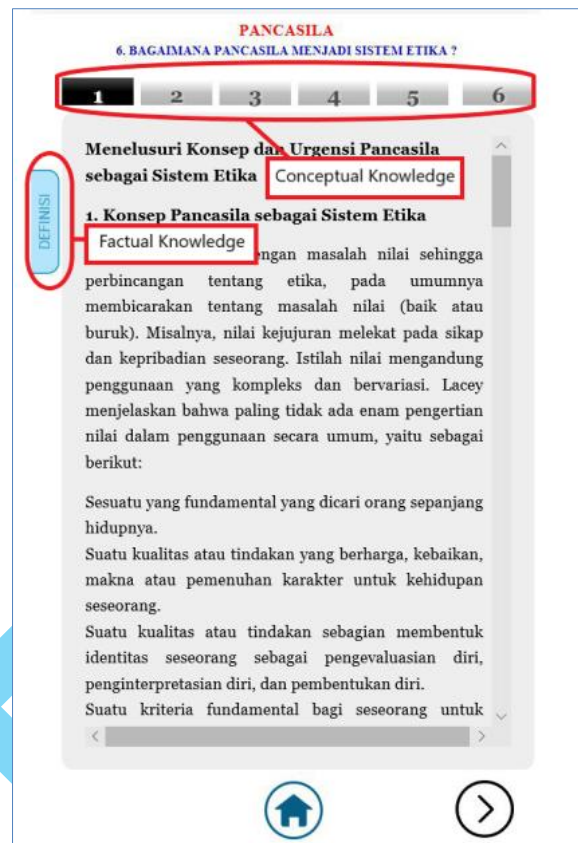 PANCASILA
6. BAGAIMANA PANCASILA MENJADI SISTEM ETIKA ?
1 2 3 4 5 6
Menelusuri Konsep dan Urgensi Pancasila
sebagai Sistem Etika
Conceptual Knowledge
DEFINISI
1. Konsep Pancasila sebagai Sistem Etika
Factual Knowledge
engan masalah nilai sehingga
perbincangan tentang etika, pada umumnya
membicarakan tentang masalah nilai (baik atau
buruk). Misalnya, nilai kejujuran melekat pada sikap
dan kepribadian seseorang. Istilah nilai mengandung
penggunaan yang kompleks dan bervariasi. Lacey
menjelaskan bahwa paling tidak ada enam pengertian
nilai dalam penggunaan secara umum, yaitu sebagai
berikut:
Sesuatu yang fundamental yang dicari orang sepanjang
hidupnya.
Suatu kualitas atau tindakan yang berharga, kebaikan,
makna atau pemenuhan karakter untuk kehidupan
seseorang.
Suatu kualitas atau tindakan sebagian membentuk
identitas seseorang sebagai pengevaluasian diri,
penginterpretasian diri, dan pembentukan diri.
Suatu kriteria fundamental bagi seseorang untuk